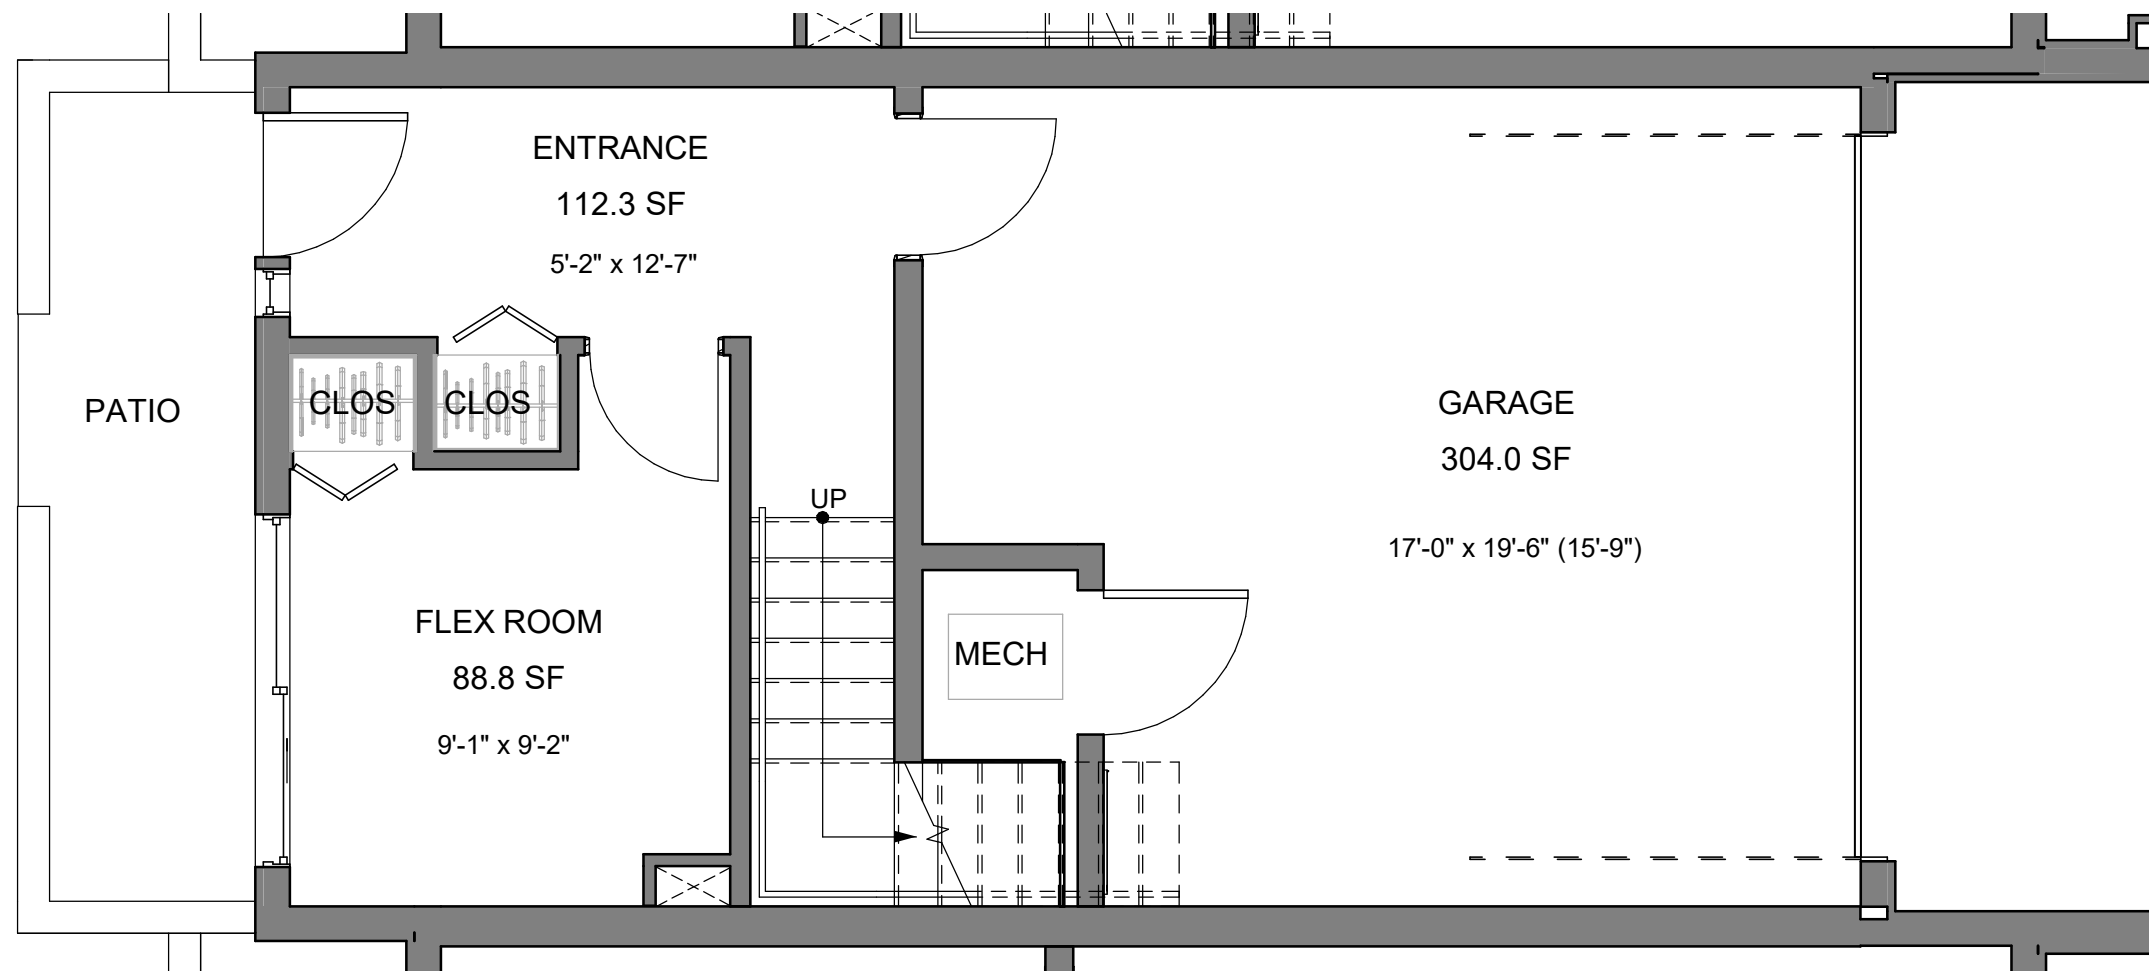 ENTRANCE
112.3 SF
5'-2" x 12'-7"
PATIO
CLOS
CLOS
GARAGE
304.0 SF
17'-0" x 19'-6" (15'-9")
UP
FLEX ROOM
88.8 SF
9'-1" x 9'-2"
MECH